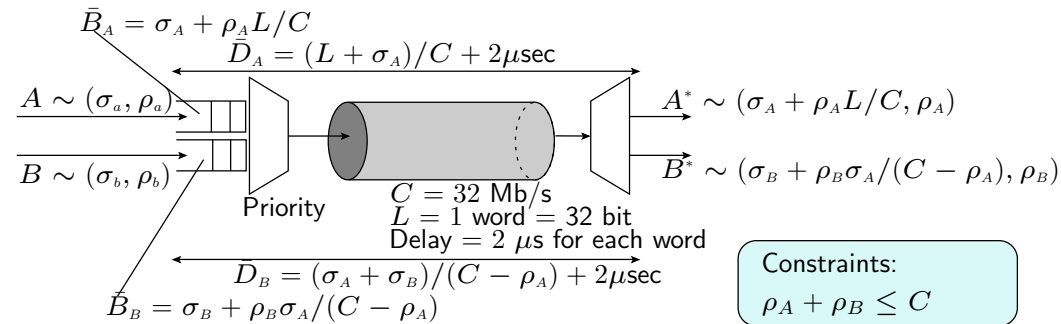 B̄_A = σ_A + ρ_A L/C
D̄_A = (L + σ_A)/C + 2μsec
A ∼ (σ_a, ρ_a)
A* ∼ (σ_A + ρ_A L/C, ρ_A)
B ∼ (σ_b, ρ_b)
B* ∼ (σ_B + ρ_B σ_A/(C − ρ_A), ρ_B)
Priority
C = 32 Mb/s
L = 1 word = 32 bit
Delay = 2 μs for each word
D̄_B = (σ_A + σ_B)/(C − ρ_A) + 2μsec
B̄_B = σ_B + ρ_B σ_A/(C − ρ_A)
Constraints:
ρ_A + ρ_B ≤ C